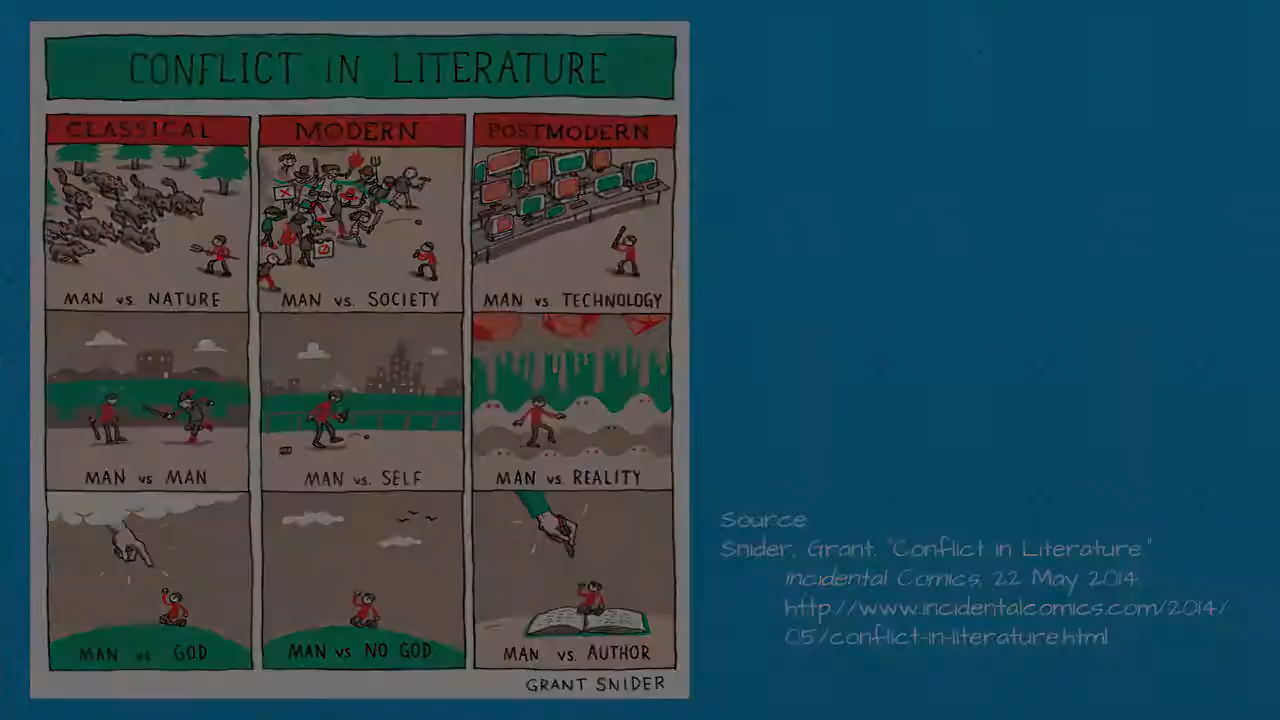 CONFLICT IN LITERATURE
CLASSICAL
MODERN
POSTMODERN
MAN vs. NATURE
MAN vs. SOCIETY
MAN vs. TECHNOLOGY
MAN vs MAN
MAN vs. SELF
MAN vs. REALITY
MAN vs GOD
MAN vs NO GOD
MAN vs. AUTHOR
GRANT SNIDER
Source
Snider, Grant. "Conflict in Literature."
Incidental Comics, 22 May 2014.
http://www.incidentalcomics.com/2014/
05/conflict-in-literature.html